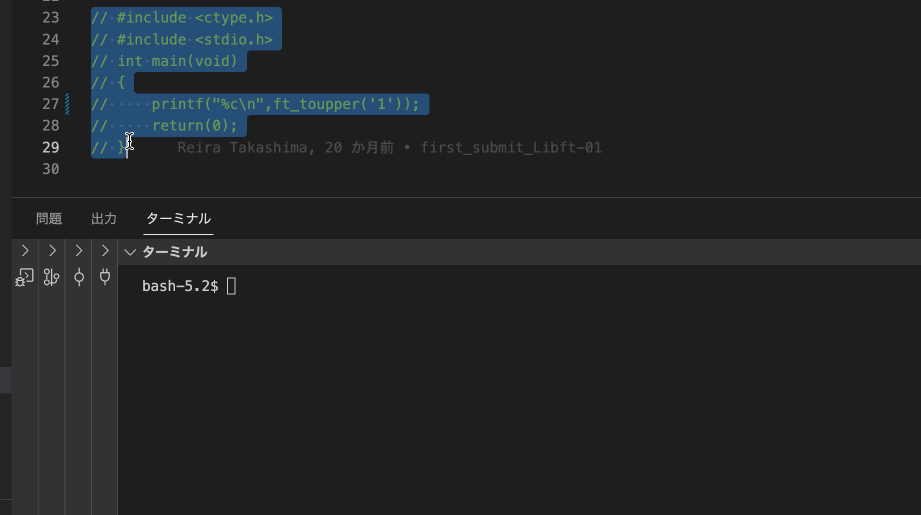 23 // #include <ctype.h>
24 // #include <stdio.h>
25 // int main(void)
26 // {
27 //     printf("%c\n",ft_toupper('1'));
28 //     return(0);
29 // }    Reira Takashima, 20 か月前 • first_submit_Libft-01
30
問題 出力 ターミナル
ターミナル
bash-5.2$